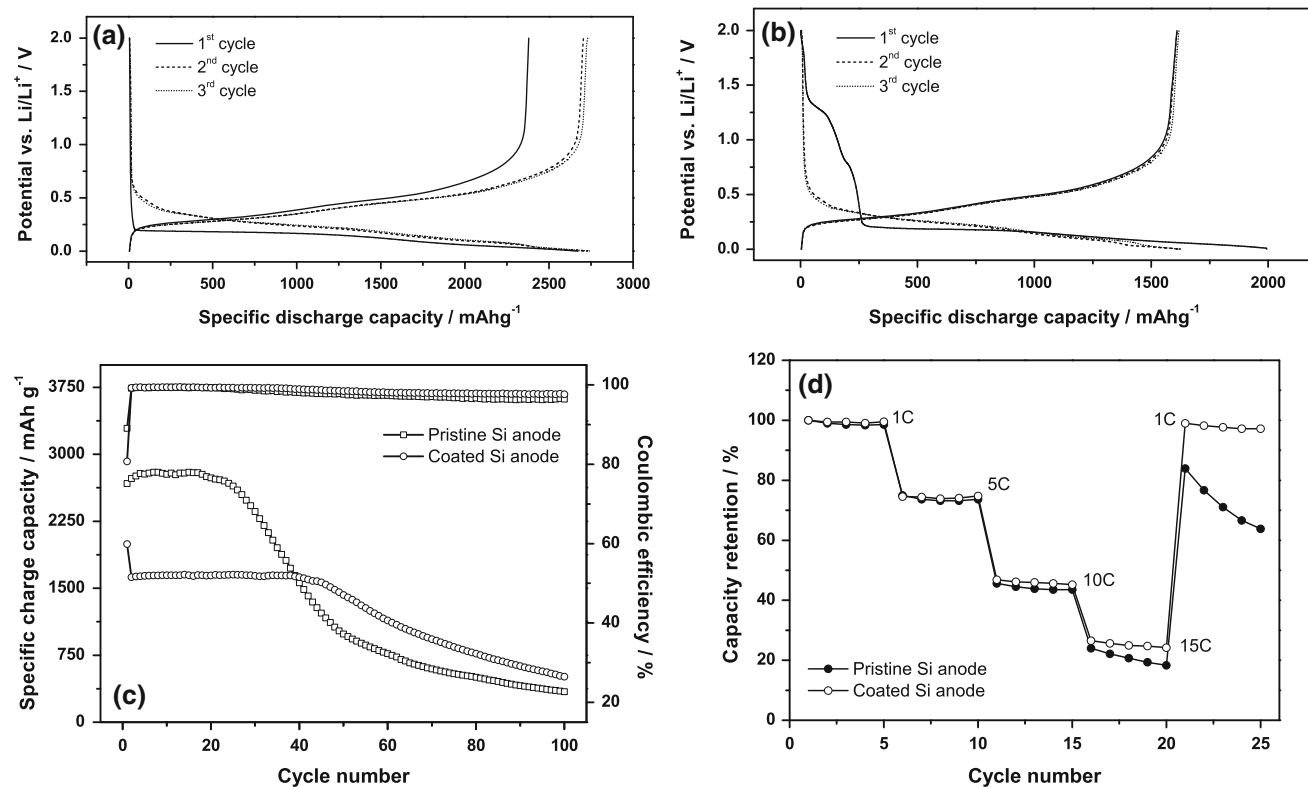 (a)
1st cycle
2nd cycle
3rd cycle
Potential vs. Li/Li+ / V
2.0
1.5
1.0
0.5
0.0
0 500 1000 1500 2000 2500 3000
Specific discharge capacity / mAhg-1
(b)
1st cycle
2nd cycle
3rd cycle
Potential vs. Li/Li+ / V
2.0
1.5
1.0
0.5
0.0
0 500 1000 1500 2000
Specific discharge capacity / mAhg-1
(c)
Specific charge capacity / mAh g-1
3750
3000
2250
1500
750
0
Pristine Si anode
Coated Si anode
100
80
60
40
20
Coulombic efficiency / %
0 20 40 60 80 100
Cycle number
(d)
Capacity retention / %
120
100
80
60
40
20
0
1C
5C
10C
15C
1C
Pristine Si anode
Coated Si anode
0 5 10 15 20 25
Cycle number